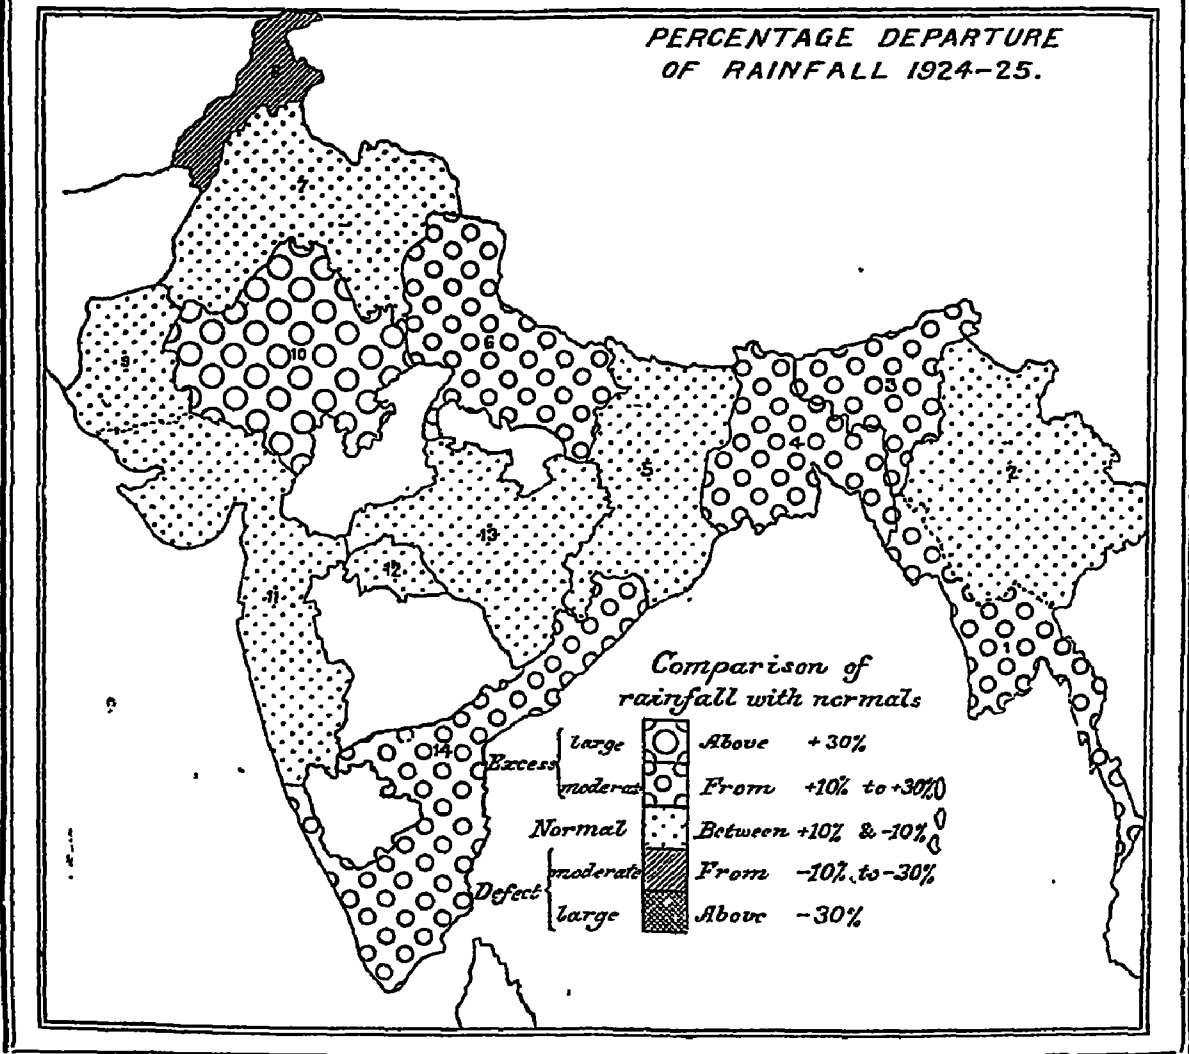 PERCENTAGE DEPARTURE
OF RAINFALL 1924-25.
8
7
6
9
10
3
4
5
2
13
12
11
1
14
Comparison of
rainfall with normals
Excess
large Above +30%
moderat From +10% to +30%
Normal Between +10% & -10%
Defect
moderate From -10% to -30%
large Above -30%